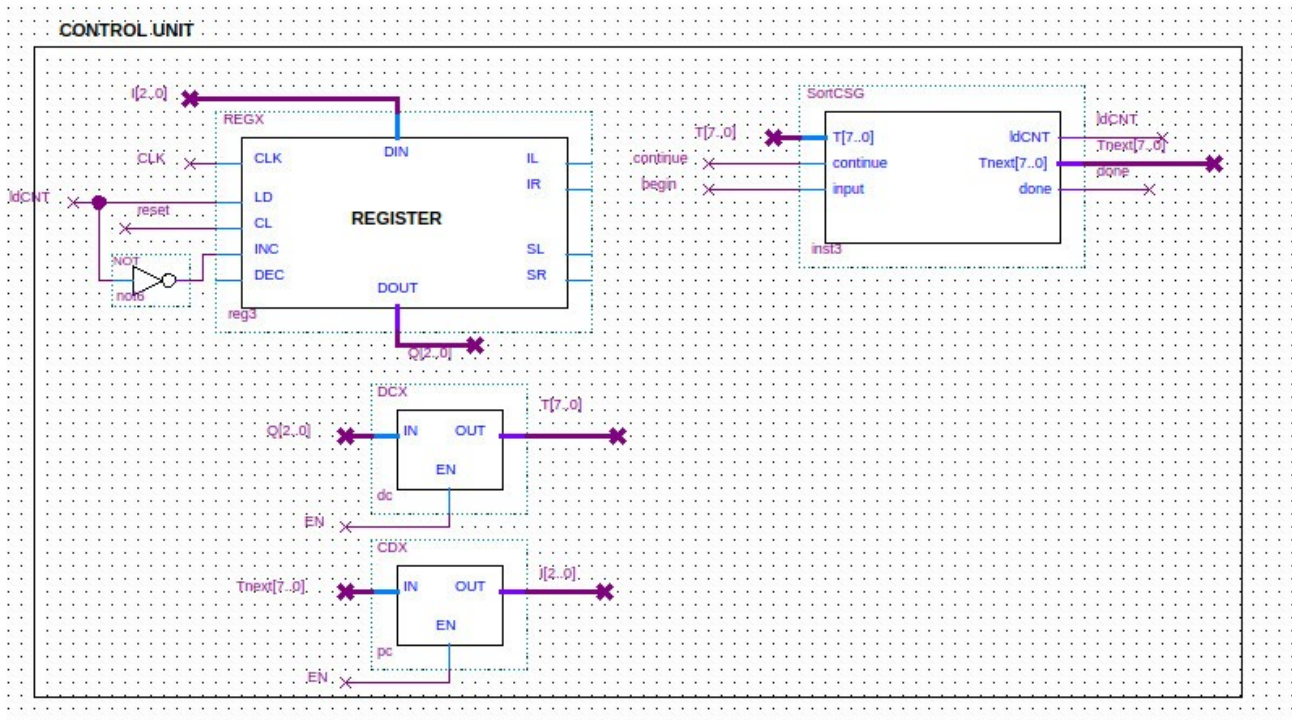 CONTROL UNIT
I[2..0]
REGX
DIN
CLK
CLK
IL
IR
ldCNT
LD
reset
CL
REGISTER
INC
SL
NOT
DEC
SR
not6
DOUT
reg3
Q[2..0]
SortCSG
T[7..0]
T[7..0]
ldCNT
ldCNT
continue
continue
Tnext[7..0]
Tnext[7..0]
begin
input
done
done
inst3
DCX
T[7..0]
Q[2..0]
IN
OUT
EN
dc
EN
CDX
Tnext[7..0]
IN
OUT
I[2..0]
EN
pc
EN